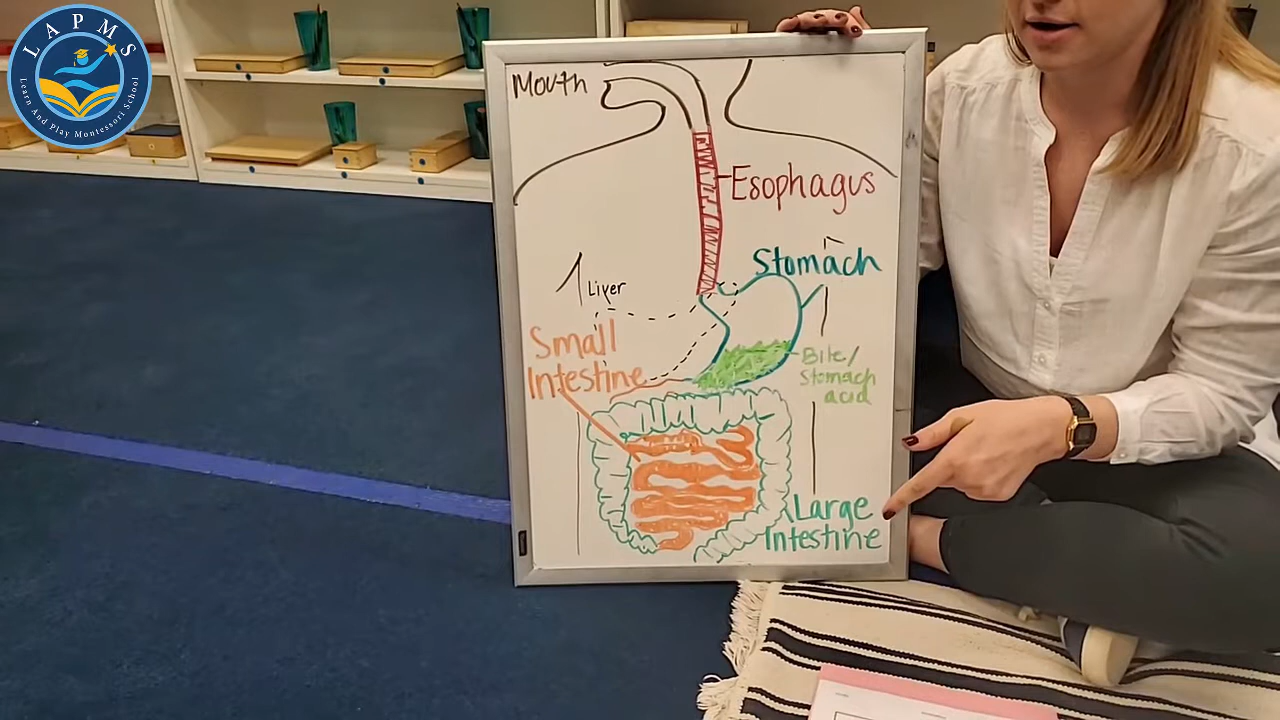 LAPMS
Learn And Play Montessori School
Mouth
Esophagus
Stomach
Liver
Small
Intestine
Bile/
Stomach
acid
Large
Intestine